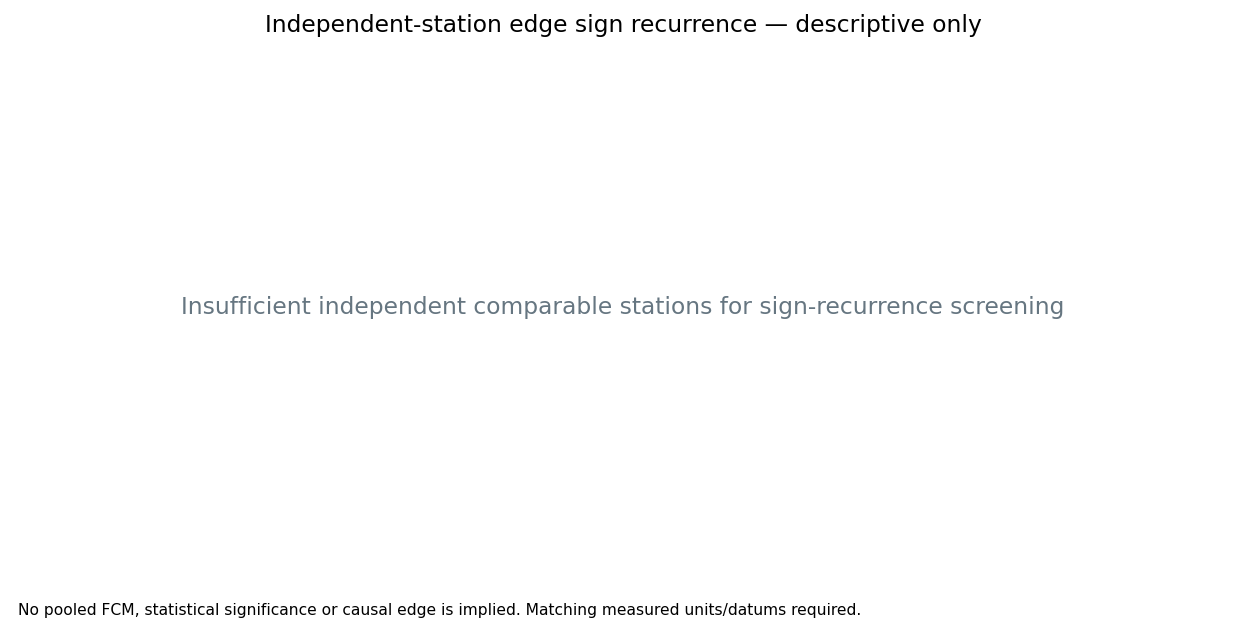 Independent-station edge sign recurrence — descriptive only
Insufficient independent comparable stations for sign-recurrence screening
No pooled FCM, statistical significance or causal edge is implied. Matching measured units/datums required.